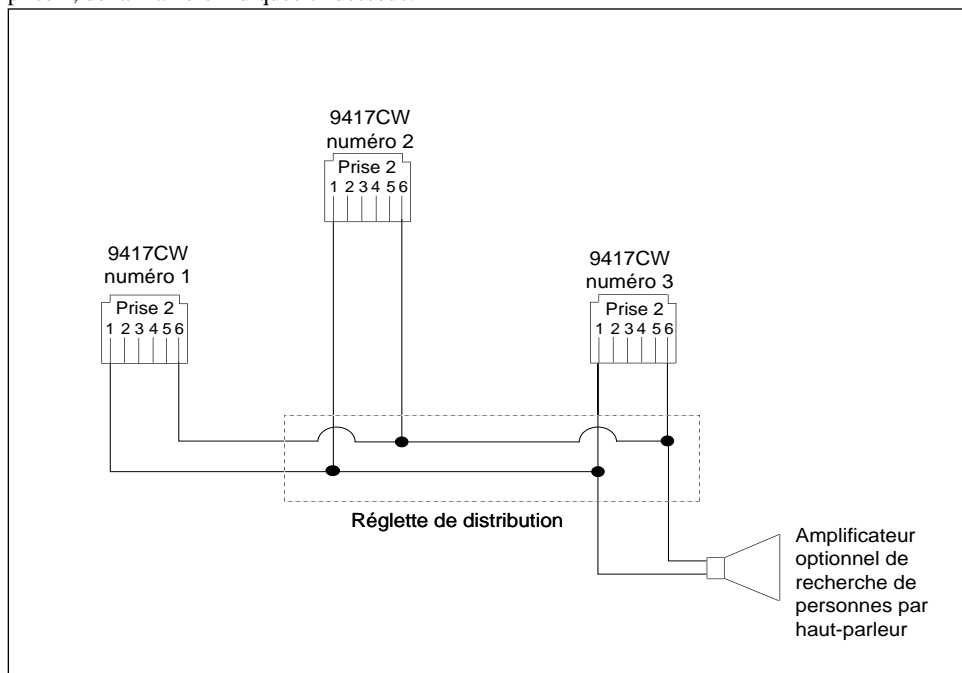 9417CW
numéro 2
Prise 2
1 2 3 4 5 6
9417CW
numéro 1
Prise 2
1 2 3 4 5 6
9417CW
numéro 3
Prise 2
1 2 3 4 5 6
Réglette de distribution
Amplificateur
optionnel de
recherche de
personnes par
haut-parleur